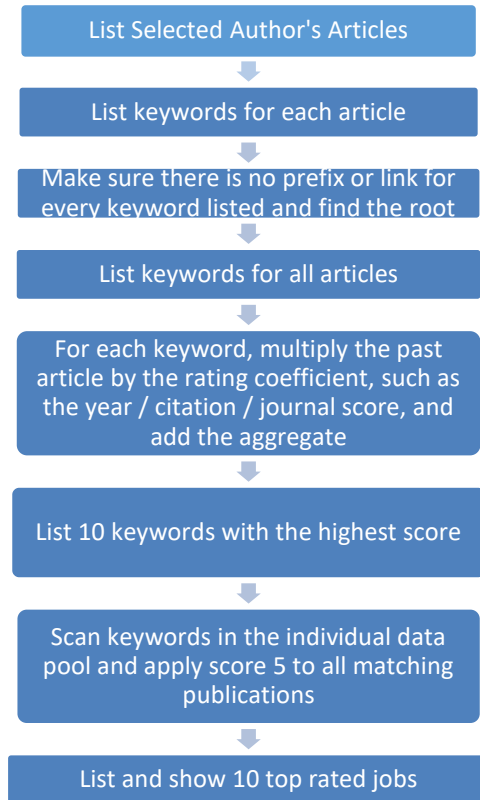 List Selected Author's Articles
List keywords for each article
Make sure there is no prefix or link for
every keyword listed and find the root
List keywords for all articles
For each keyword, multiply the past
article by the rating coefficient, such as
the year / citation / journal score, and
add the aggregate
List 10 keywords with the highest score
Scan keywords in the individual data
pool and apply score 5 to all matching
publications
List and show 10 top rated jobs